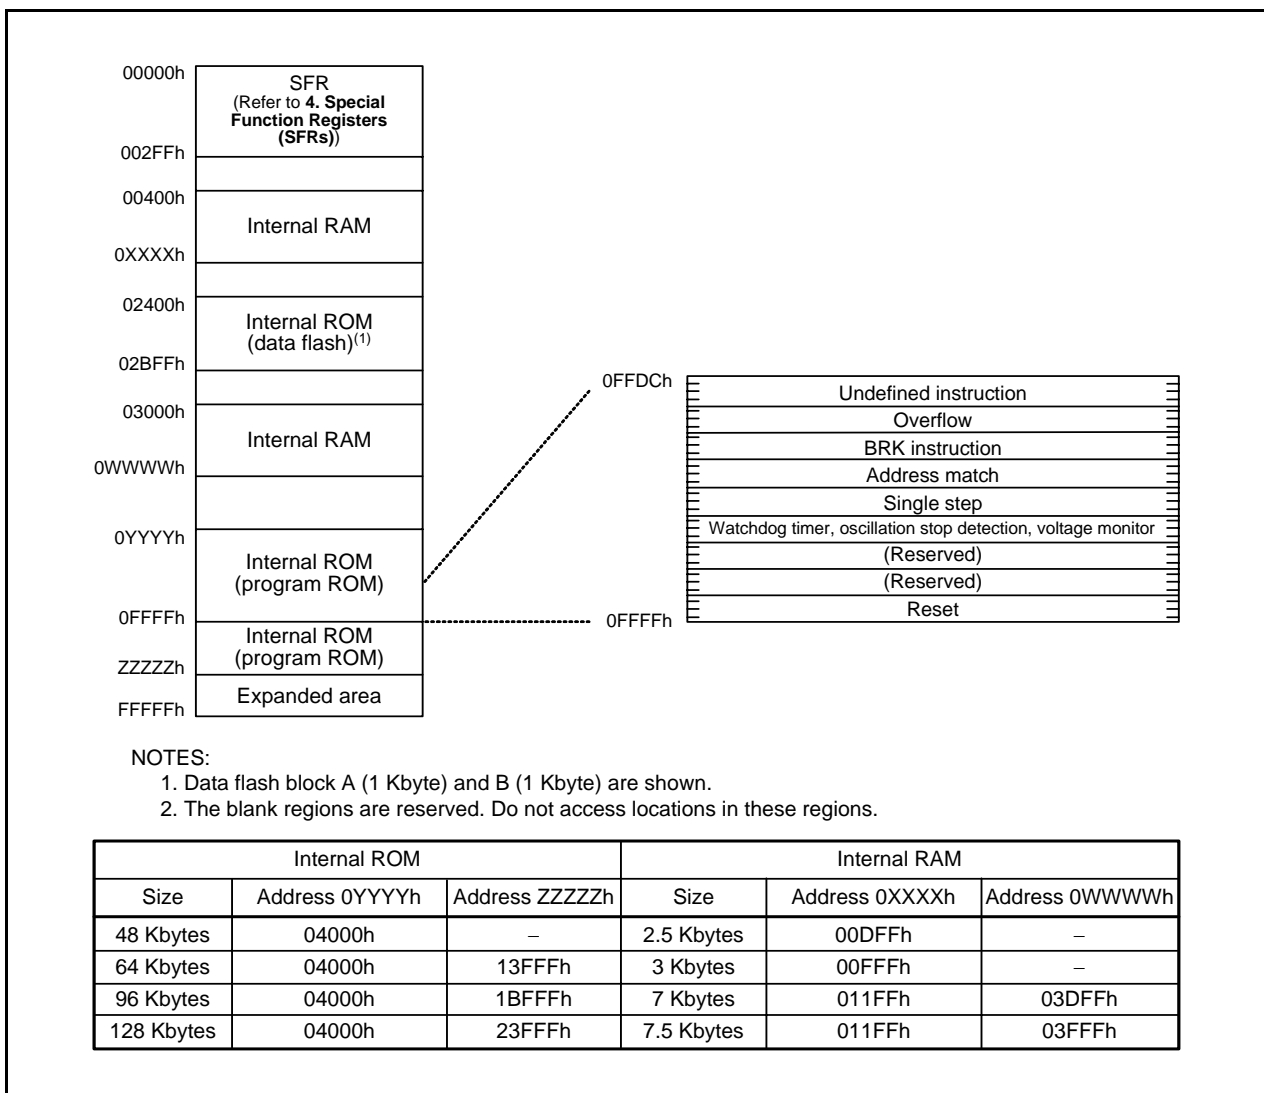 00000h
SFR
(Refer to 4. Special
Function Registers
(SFRs))
002FFh
00400h
Internal RAM
0XXXXh
02400h
Internal ROM
(data flash)(1)
02BFFh
03000h
Internal RAM
0WWWWh
0YYYYh
Internal ROM
(program ROM)
0FFFFh
Internal ROM
(program ROM)
ZZZZZh
Expanded area
FFFFFh
0FFDCh
Undefined instruction
Overflow
BRK instruction
Address match
Single step
Watchdog timer, oscillation stop detection, voltage monitor
(Reserved)
(Reserved)
Reset
0FFFFh
NOTES:
1. Data flash block A (1 Kbyte) and B (1 Kbyte) are shown.
2. The blank regions are reserved. Do not access locations in these regions.
Internal ROM Internal RAM
Size Address 0YYYYh Address ZZZZZh Size Address 0XXXXh Address 0WWWWh
48 Kbytes 04000h – 2.5 Kbytes 00DFFh –
64 Kbytes 04000h 13FFFh 3 Kbytes 00FFFh –
96 Kbytes 04000h 1BFFFh 7 Kbytes 011FFh 03DFFh
128 Kbytes 04000h 23FFFh 7.5 Kbytes 011FFh 03FFFh